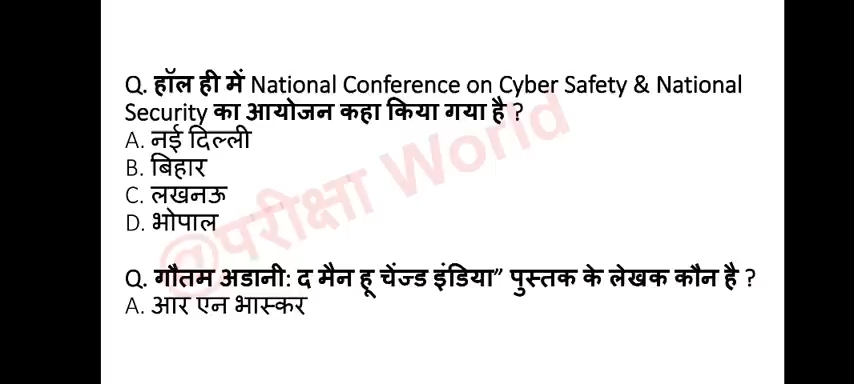 Q. हॉल ही में National Conference on Cyber Safety & National
Security का आयोजन कहा किया गया है ?
A. नई दिल्ली
B. बिहार
C. लखनऊ
D. भोपाल
@परीक्षा World
Q. गौतम अडानी: द मैन हू चेंज्ड इंडिया” पुस्तक के लेखक कौन है ?
A. आर एन भास्कर